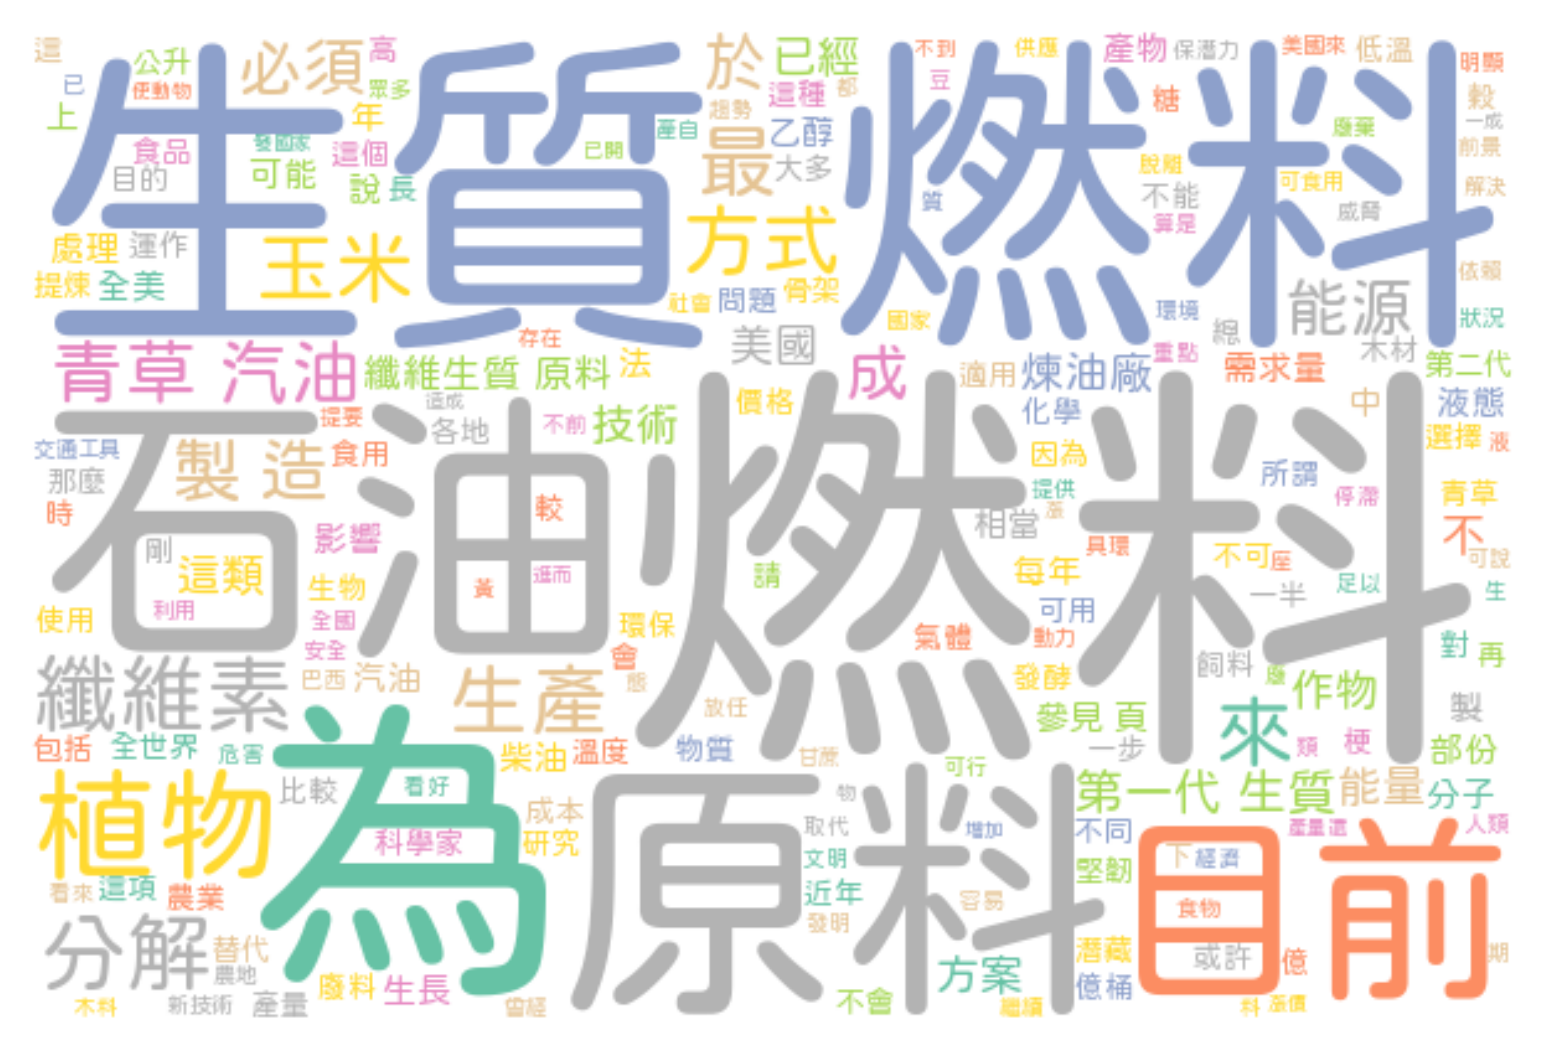 這
公升
必須
高
於
已經
不到
供應
產物
保潛力
美國來
低溫
明顯
已
使動物
眾多
生質
燃料
豆
這種
都
糖
穀
一成
上
年
趨勢
產自
乙醇
廢棄
前景
食品
發國家
這個
已開
最
大多
脫離
可食用
解決
目的
可能
說
長
質
不能
威脅
算是
處理
運作
玉米
方式
依賴
提煉
全美
社會
問題
骨架
國家
環境
能源
狀況
青草 汽油
存在
美國
成
總
木材
重點
纖維生質 原料
法
適用
煉油廠
需求量
第二代
造成
價格
化學
中
液態
提要
各地
不前
技術
選擇
液
交通工具
製 造
食用
石油
燃料
因為
所謂
那麼
提供
停滯
青草
時
較
相當
漲
不
剛
影響
具環
不可
座
可說
這類
黃
進而
請
每年
一半
足以
利用
生物
生
使用
全國
環保
可用
氣體
動力
對
再
安全
會
飼料
廢
纖維素
巴西
汽油
生產
態
發酵
作物
放任
參見 頁
來
製
包括
全世界
危害
為
柴油
溫度
物質
甘蔗
一步
類
梗
部份
可行
植物
比較
看好
原料
物
第一代 生質
能量
分子
成本
科學家
研究
取代
增加
不同
目前
產量還
人類
文明
下
經濟
看來
這項
農業
近年
堅韌
容易
食物
發明
分解
替代
農地
潛藏
或許
億
期
廢料
生長
方案
億桶
木料
新技術
產量
曾經
不會
繼續
料
漲價